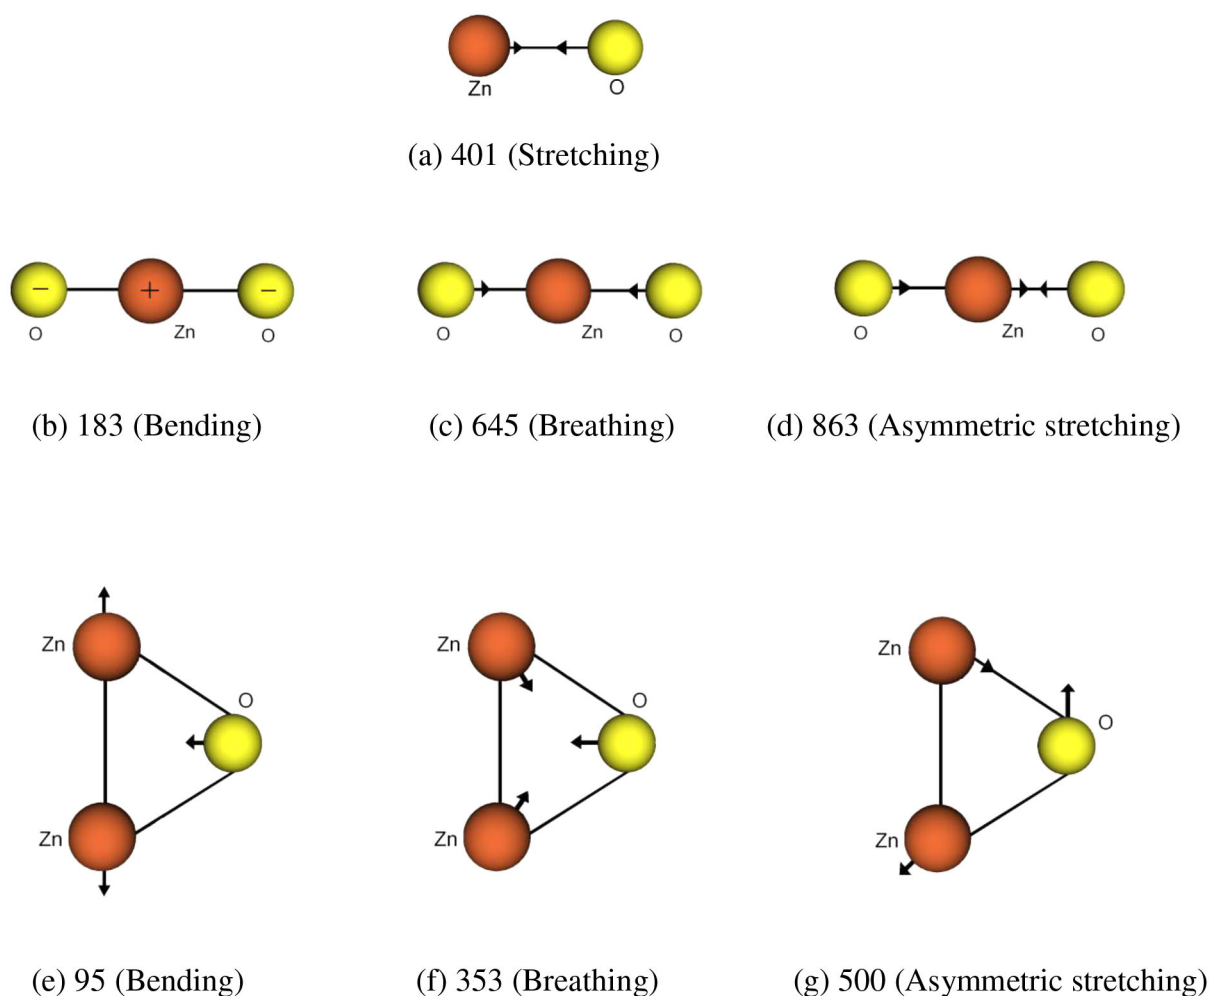 Zn O
(a) 401 (Stretching)
− + −
O Zn O
O Zn O
O Zn O
(b) 183 (Bending)
(c) 645 (Breathing)
(d) 863 (Asymmetric stretching)
Zn
O
Zn
Zn
O
Zn
Zn
O
Zn
(e) 95 (Bending)
(f) 353 (Breathing)
(g) 500 (Asymmetric stretching)